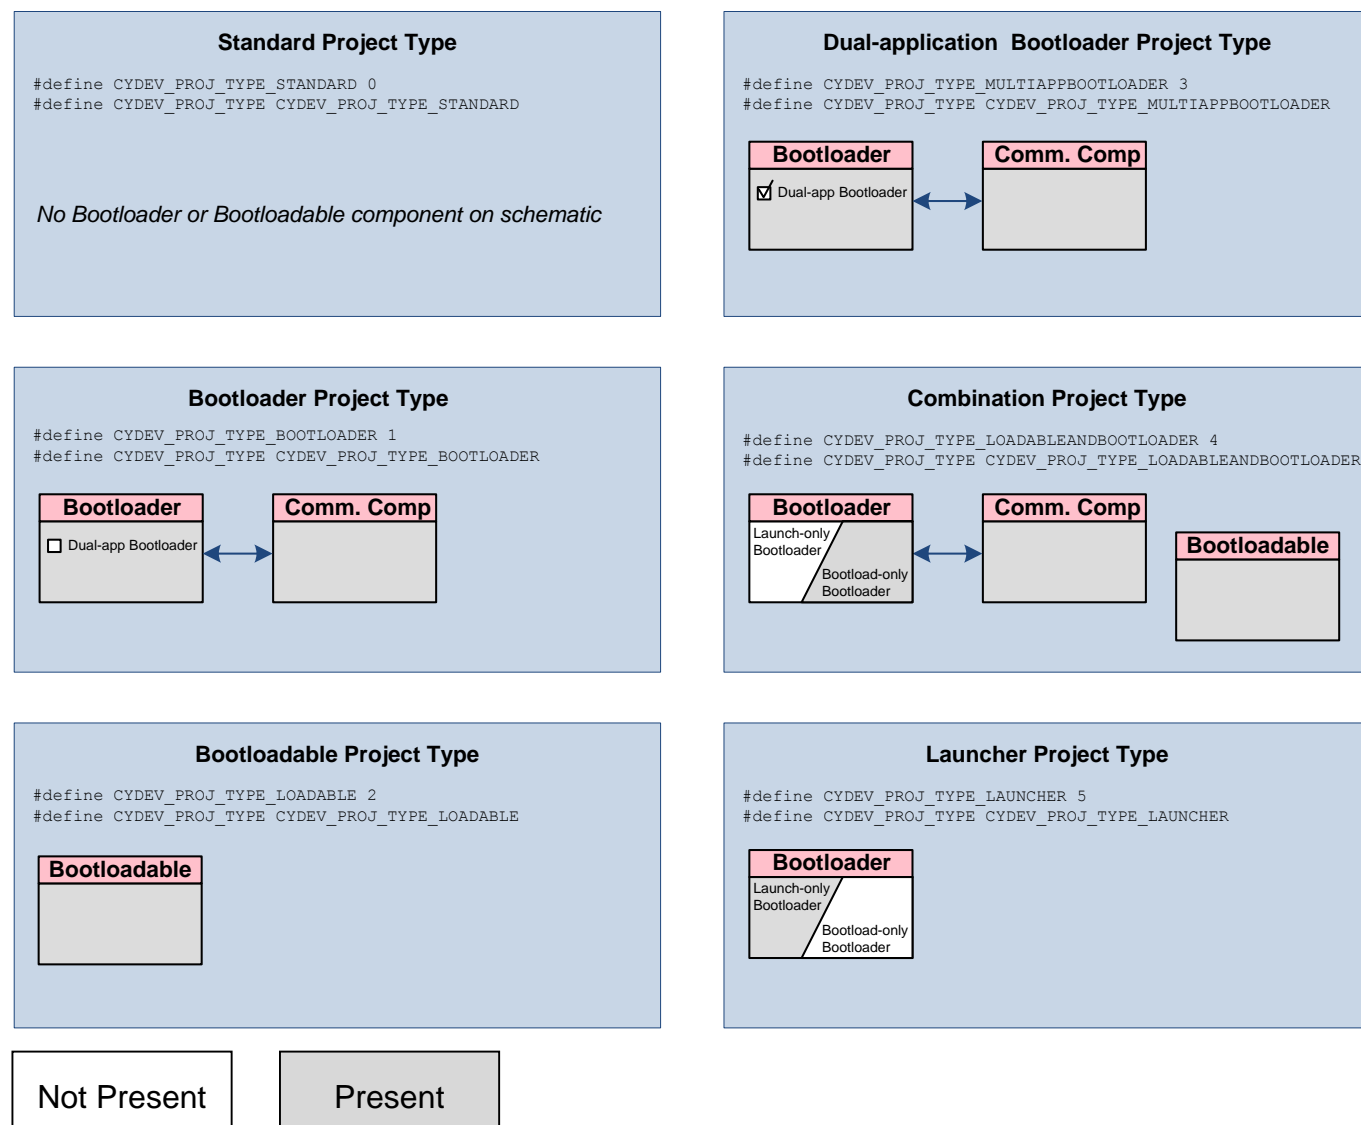 Standard Project Type
#define CYDEV_PROJ_TYPE_STANDARD 0
#define CYDEV_PROJ_TYPE CYDEV_PROJ_TYPE_STANDARD
No Bootloader or Bootloadable component on schematic
Dual-application Bootloader Project Type
#define CYDEV_PROJ_TYPE_MULTIAPPBOOTLOADER 3
#define CYDEV_PROJ_TYPE CYDEV_PROJ_TYPE_MULTIAPPBOOTLOADER
Bootloader
Dual-app Bootloader
Comm. Comp
Bootloader Project Type
#define CYDEV_PROJ_TYPE_BOOTLOADER 1
#define CYDEV_PROJ_TYPE CYDEV_PROJ_TYPE_BOOTLOADER
Bootloader
Dual-app Bootloader
Comm. Comp
Combination Project Type
#define CYDEV_PROJ_TYPE_LOADABLEANDBOOTLOADER 4
#define CYDEV_PROJ_TYPE CYDEV_PROJ_TYPE_LOADABLEANDBOOTLOADER
Bootloader
Launch-only
Bootloader
Bootload-only
Bootloader
Comm. Comp
Bootloadable
Bootloadable Project Type
#define CYDEV_PROJ_TYPE_LOADABLE 2
#define CYDEV_PROJ_TYPE CYDEV_PROJ_TYPE_LOADABLE
Bootloadable
Launcher Project Type
#define CYDEV_PROJ_TYPE_LAUNCHER 5
#define CYDEV_PROJ_TYPE CYDEV_PROJ_TYPE_LAUNCHER
Bootloader
Launch-only
Bootloader
Bootload-only
Bootloader
Not Present
Present